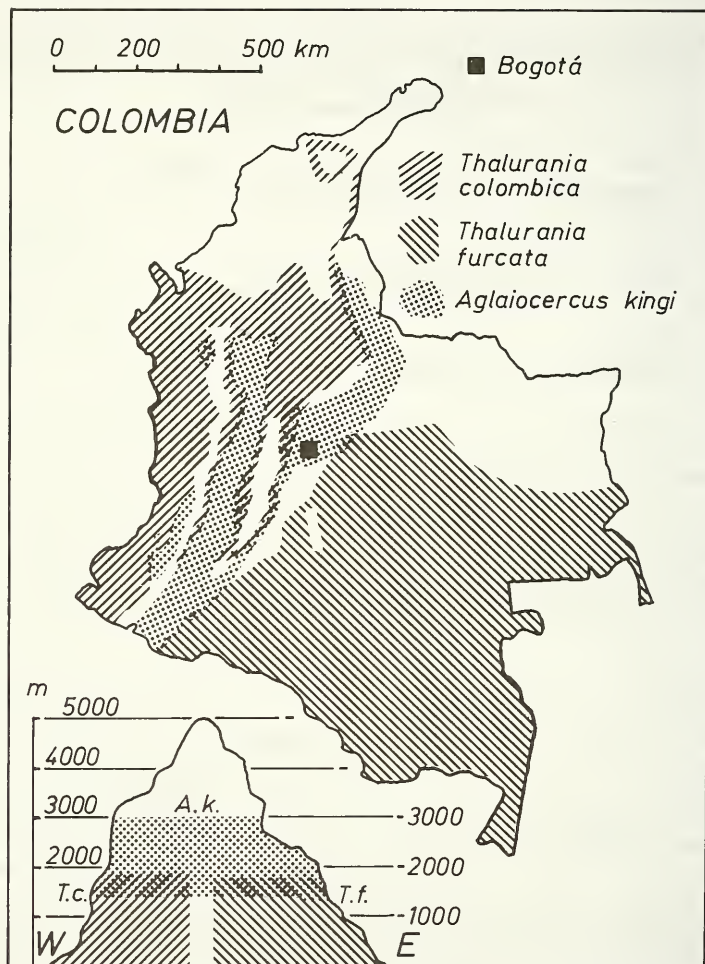 0 200 500 km
Bogotá
COLOMBIA
Thalurania
colombica
Thalurania
furcata
Aglaiocercus kingi
m
5000
4000
3000 A.k. 3000
2000 2000
T.c. T.f.
1000
W E